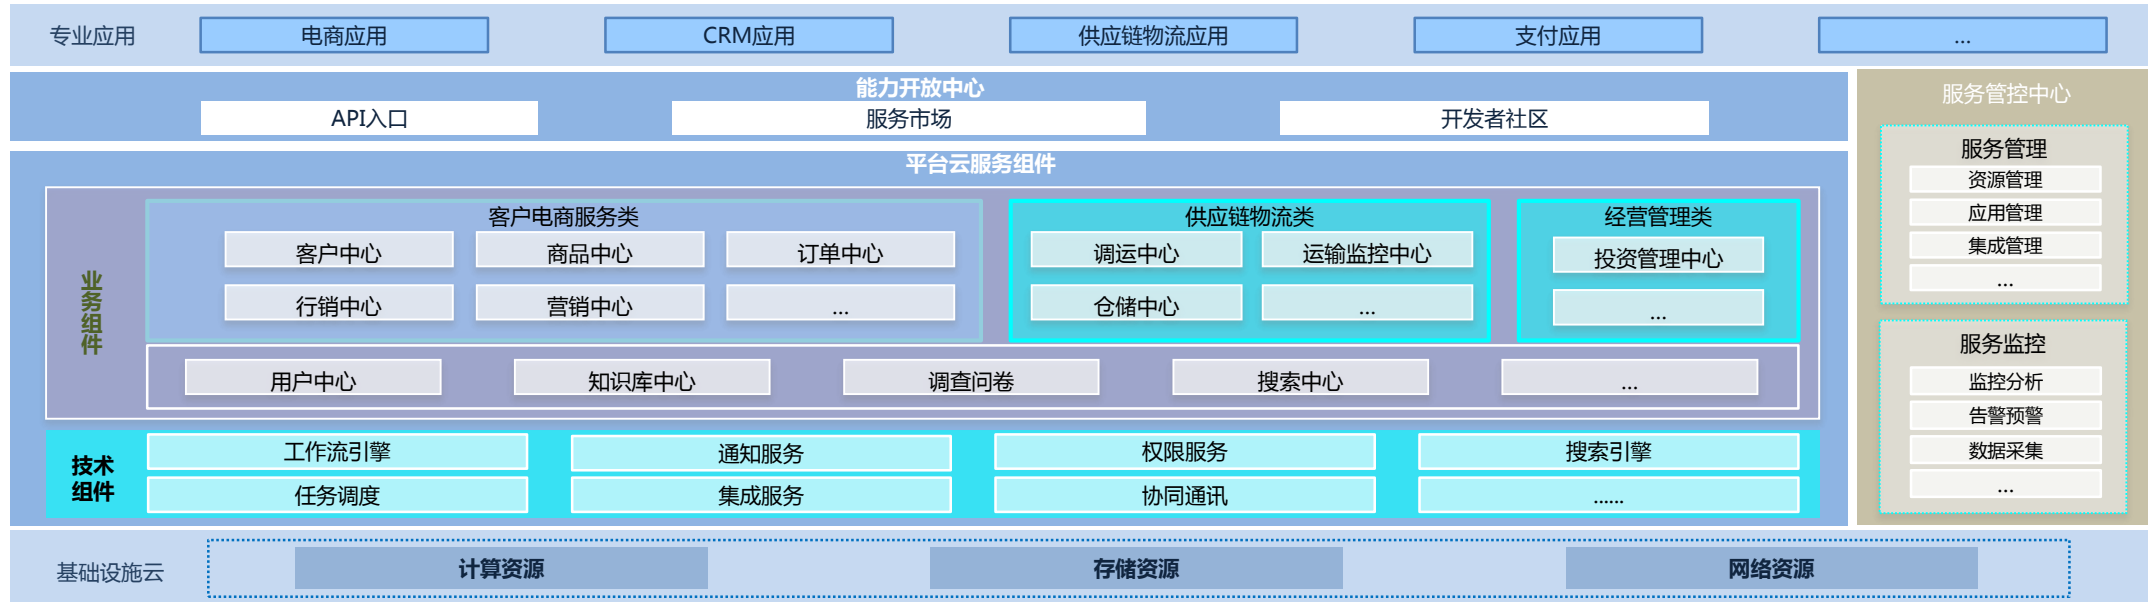 专业应用
电商应用
CRM应用
供应链物流应用
支付应用
...
能力开放中心
API入口
服务市场
开发者社区
平台云服务组件
业务组件
客户电商服务类
客户中心
商品中心
订单中心
行销中心
营销中心
...
供应链物流类
调运中心
运输监控中心
仓储中心
...
经营管理类
投资管理中心
...
用户中心
知识库中心
调查问卷
搜索中心
...
技术
组件
工作流引擎
通知服务
权限服务
搜索引擎
任务调度
集成服务
协同通讯
......
服务管控中心
服务管理
资源管理
应用管理
集成管理
...
服务监控
监控分析
告警预警
数据采集
...
基础设施云
计算资源
存储资源
网络资源